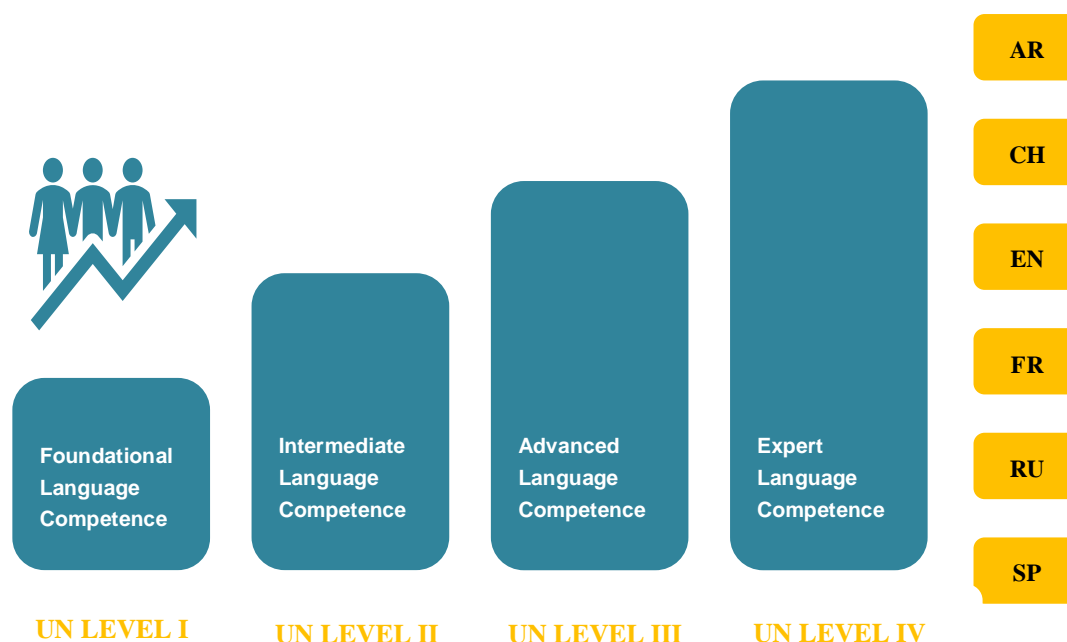 Foundational
Language
Competence
UN LEVEL I
Intermediate
Language
Competence
UN LEVEL II
Advanced
Language
Competence
UN LEVEL III
Expert
Language
Competence
UN LEVEL IV
AR
CH
EN
FR
RU
SP